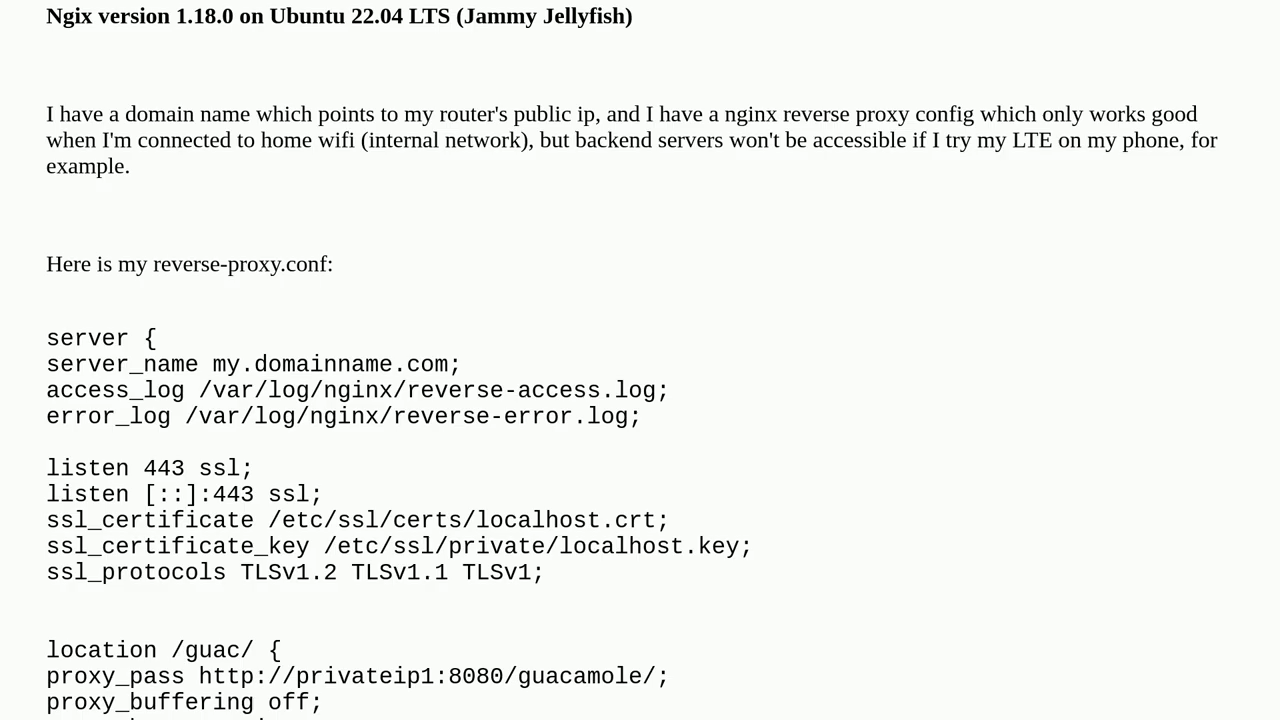 Ngix version 1.18.0 on Ubuntu 22.04 LTS (Jammy Jellyfish)
I have a domain name which points to my router's public ip, and I have a nginx reverse proxy config which only works good
when I'm connected to home wifi (internal network), but backend servers won't be accessible if I try my LTE on my phone, for
example.
Here is my reverse-proxy.conf:
server {
server_name my.domainname.com;
access_log /var/log/nginx/reverse-access.log;
error_log /var/log/nginx/reverse-error.log;
listen 443 ssl;
listen [::]:443 ssl;
ssl_certificate /etc/ssl/certs/localhost.crt;
ssl_certificate_key /etc/ssl/private/localhost.key;
ssl_protocols TLSv1.2 TLSv1.1 TLSv1;
location /guac/ {
proxy_pass http://privateip1:8080/guacamole/;
proxy_buffering off;